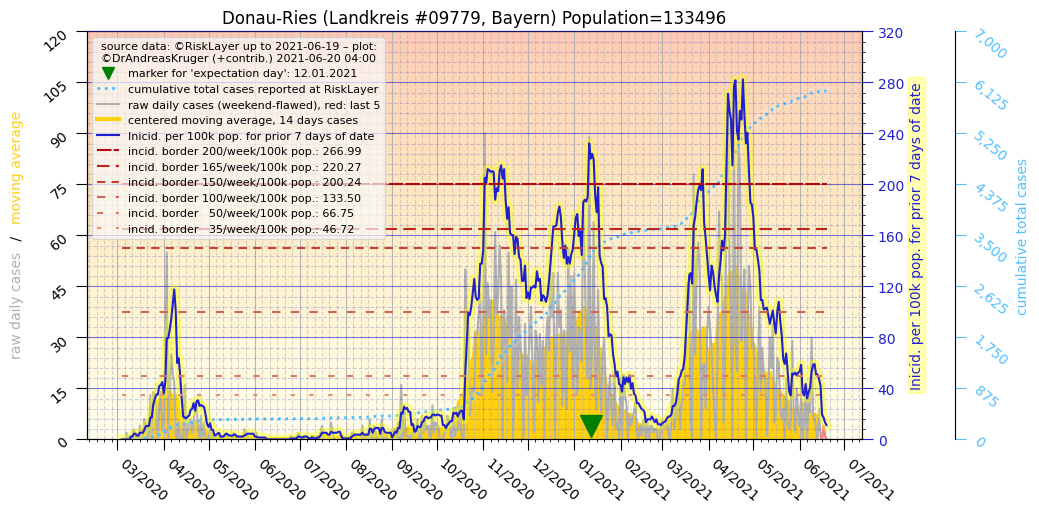 Donau-Ries (Landkreis #09779, Bayern) Population=133496
source data: ©RiskLayer up to 2021-06-19 – plot:
©DrAndreasKruger (+contrib.) 2021-06-20 04:00
marker for 'expectation day': 12.01.2021
cumulative total cases reported at RiskLayer
raw daily cases (weekend-flawed), red: last 5
centered moving average, 14 days cases
Inicid. per 100k pop. for prior 7 days of date
incid. border 200/week/100k pop.: 266.99
incid. border 165/week/100k pop.: 220.27
incid. border 150/week/100k pop.: 200.24
incid. border 100/week/100k pop.: 133.50
incid. border   50/week/100k pop.: 66.75
incid. border   35/week/100k pop.: 46.72
raw daily cases / moving average
120
105
90
75
60
45
30
15
0
320
280
240
200
160
120
80
40
0
Inicid. per 100k pop. for prior 7 days of date
7,000
6,125
5,250
4,375
3,500
2,625
1,750
875
0
cumulative total cases
03/2020
04/2020
05/2020
06/2020
07/2020
08/2020
09/2020
10/2020
11/2020
12/2020
01/2021
02/2021
03/2021
04/2021
05/2021
06/2021
07/2021